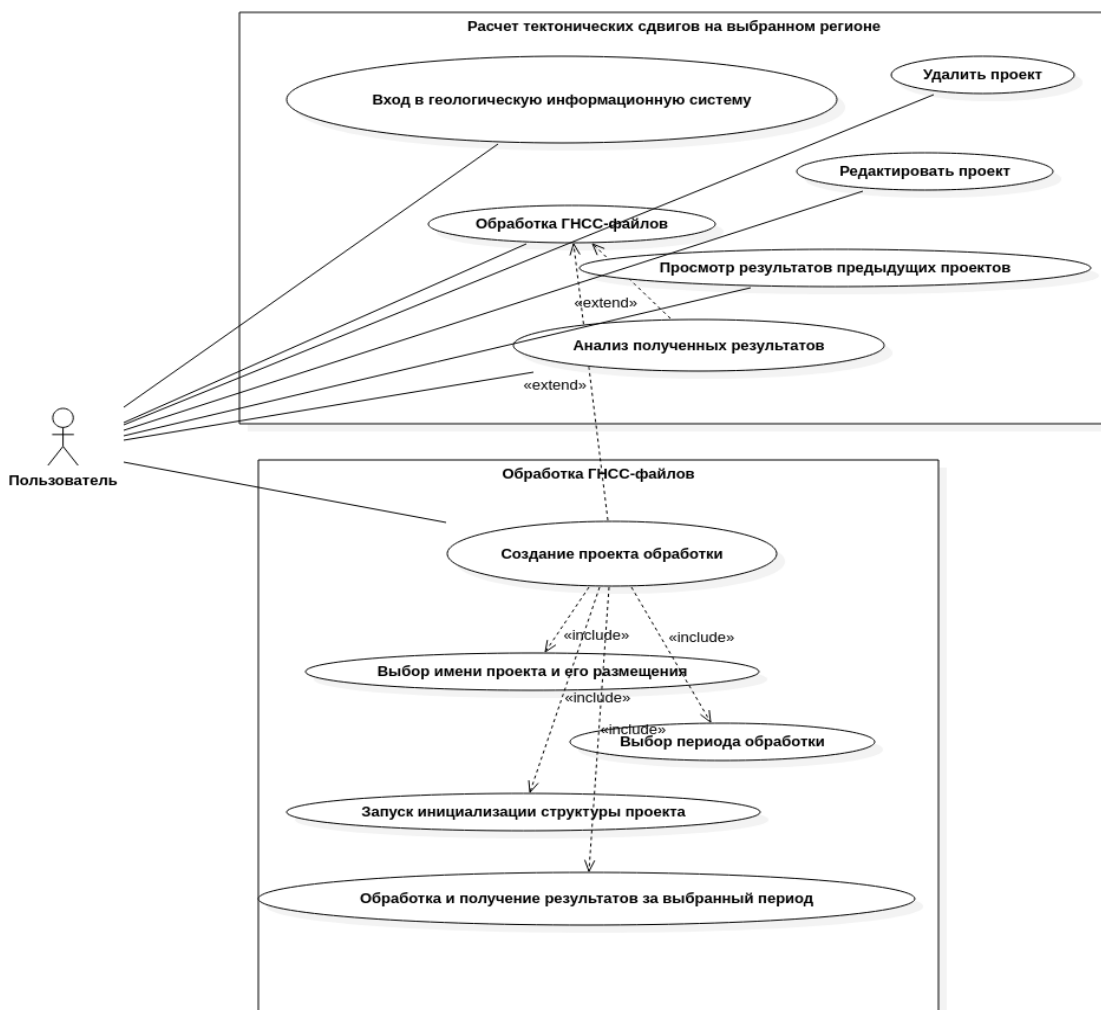 Расчет тектонических сдвигов на выбранном регионе
Удалить проект
Вход в геологическую информационную систему
Редактировать проект
Обработка ГНСС-файлов
Просмотр результатов предыдущих проектов
«extend»
Анализ полученных результатов
«extend»
Пользователь
Обработка ГНСС-файлов
Создание проекта обработки
«include»
«include»
Выбор имени проекта и его размещения
«include»
«include»
Выбор периода обработки
Запуск инициализации структуры проекта
Обработка и получение результатов за выбранный период